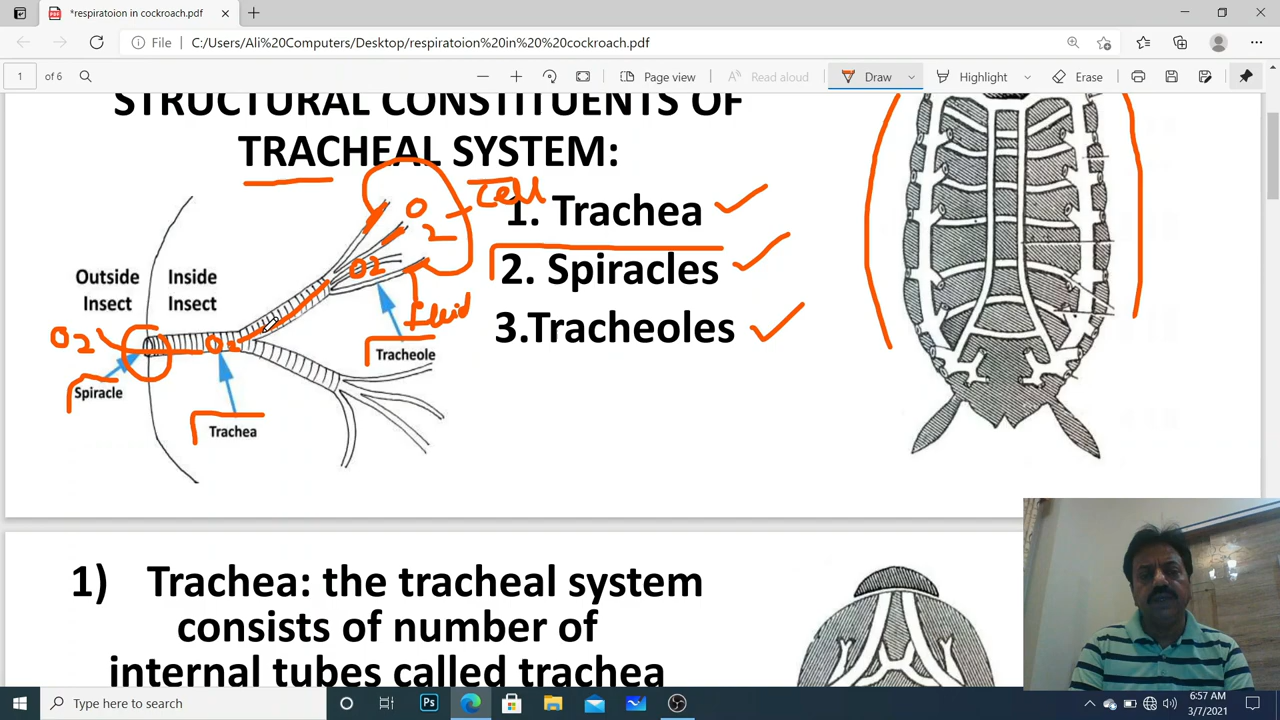 *respiratoion in cockroach.pdf
File C:/Users/Ali%20Computers/Desktop/respiratoion%20in%20%20cockroach.pdf
1 of 6 Page view Read aloud Draw Highlight Erase
STRUCTURAL CONSTITUENTS OF
TRACHEAL SYSTEM:
1. Trachea
2. Spiracles
3.Tracheoles
Cell
O2
O2
Fluid
Outside
Insect
Inside
Insect
O2
O2
Tracheole
Spiracle
Trachea
1) Trachea: the tracheal system
consists of number of
internal tubes called trachea
Type here to search
Ps
6:57 AM
3/7/2021